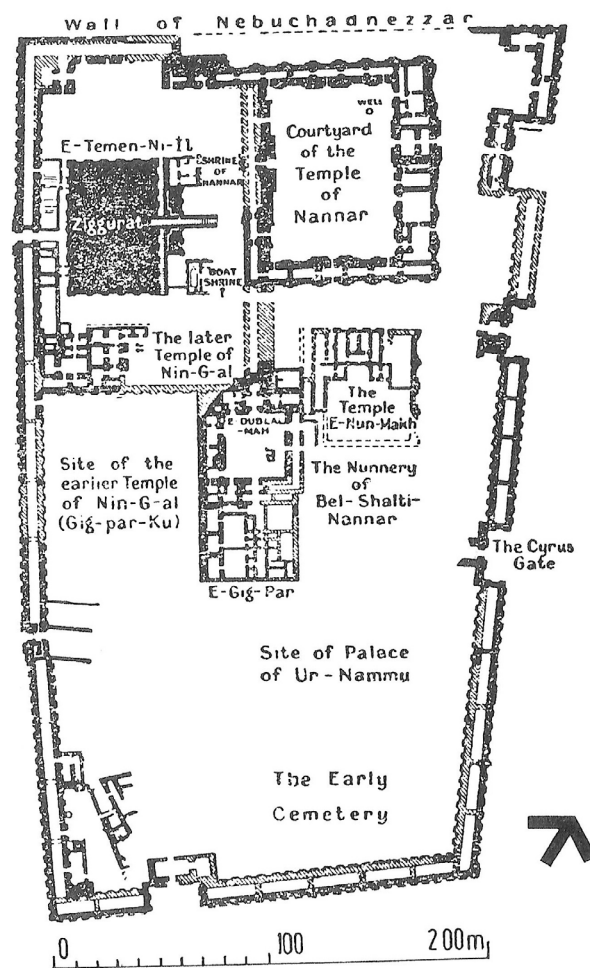 Wall of Nebuchadnezzar
E-Temen-Ni-Il
SHRINE
OF
NANNAR
Ziggurat
BOAT
SHRINE
?
WELL
Courtyard
of the
Temple
of
Nannar
The later
Temple of
Nin-G-al
E-DUBLAL
-MAH
The
Temple
E-Nun-Makh
Site of the
earlier Temple
of Nin-G-al
(Gig-par-Ku)
The Nunnery
of
Bel-Shalti-
Nannar
The Cyrus
Gate
E-Gig-Par
Site of Palace
of Ur-Nammu
The Early
Cemetery
0 100 200m